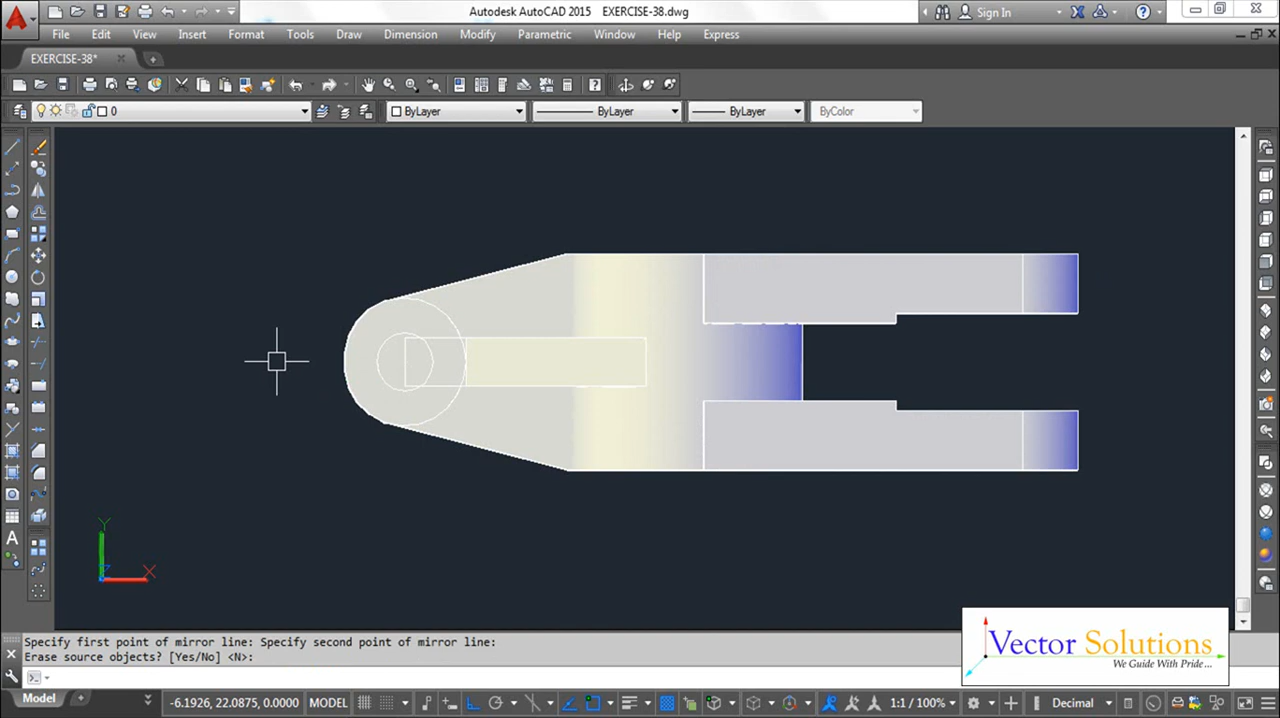 Autodesk AutoCAD 2015 EXERCISE-38.dwg
Sign In
File Edit View Insert Format Tools Draw Dimension Modify Parametric Window Help Express
EXERCISE-38*
0 ByLayer ByLayer ByLayer ByColor
A
Y
X
Specify first point of mirror line: Specify second point of mirror line:
Erase source objects? [Yes/No] <N>:
Vector Solutions
We Guide With Pride...
Model -6.1926, 22.0875, 0.0000 MODEL 1:1 / 100% Decimal